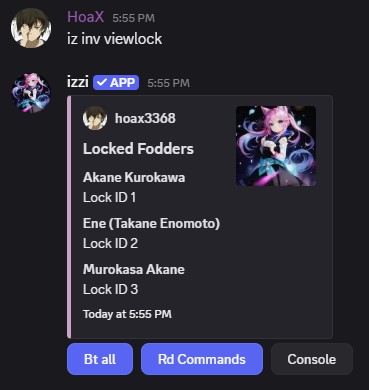 HoaX 5:55 PM
iz inv viewlock
izzi ✓ APP 5:55 PM
hoax3368
Locked Fodders
Akane Kurokawa
Lock ID 1
Ene (Takane Enomoto)
Lock ID 2
Murokasa Akane
Lock ID 3
Today at 5:55 PM
Bt all Rd Commands Console